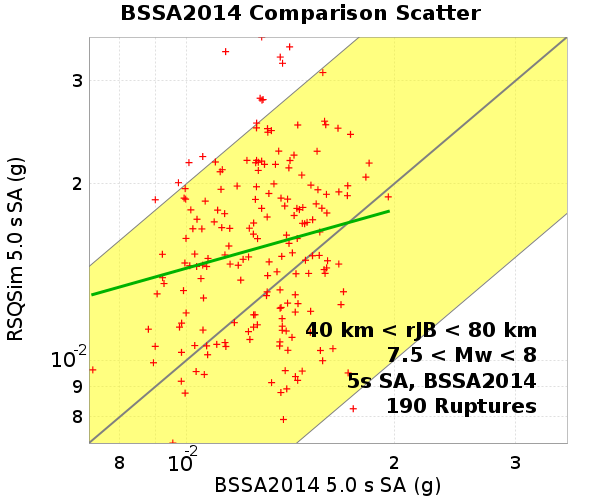 BSSA2014 Comparison Scatter
RSQSim 5.0 s SA (g)
3
2
10-2
9
8
40 km < rJB < 80 km
7.5 < Mw < 8
5s SA, BSSA2014
190 Ruptures
8 10-2 2 3
BSSA2014 5.0 s SA (g)